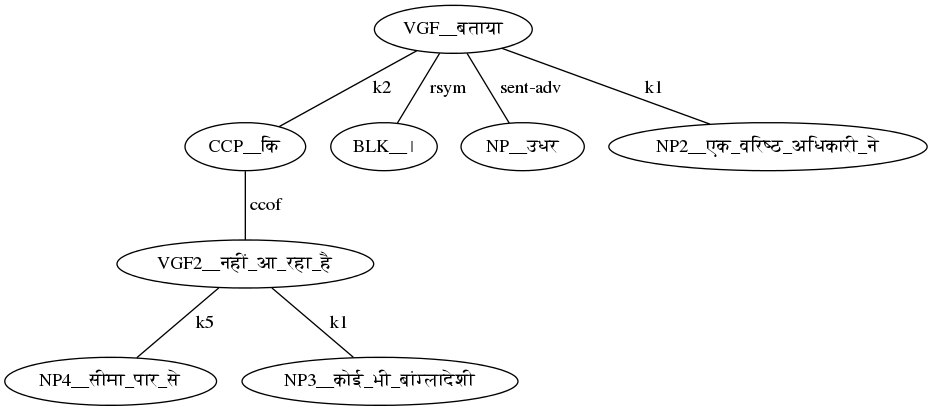 VGF__बताया
k2 rsym sent-adv k1
CCP__कि BLK__। NP__उधर NP2__एक_वरिष्ठ_अधिकारी_ने
ccof
VGF2__नहीं_आ_रहा_है
k5 k1
NP4__सीमा_पार_से NP3__कोई_भी_बांग्लादेशी